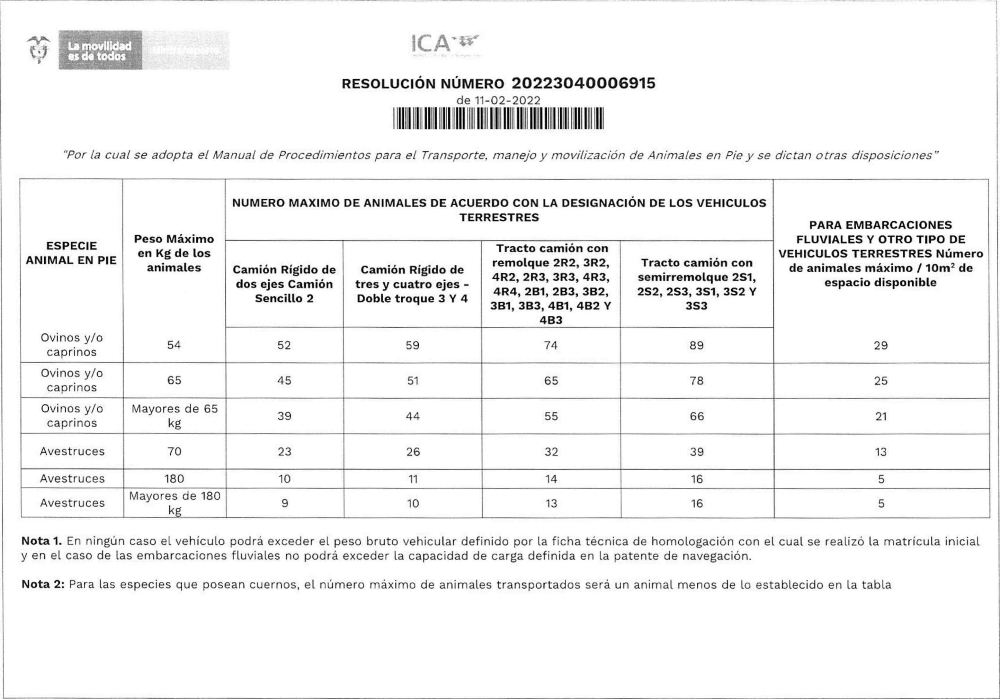 La movilidad
es de todos
Mintransporte
ICA
RESOLUCIÓN NÚMERO 20223040006915
de 11-02-2022
"Por la cual se adopta el Manual de Procedimientos para el Transporte, manejo y movilización de Animales en Pie y se dictan otras disposiciones"
ESPECIE
ANIMAL EN PIE
Peso Máximo
en Kg de los
animales
NUMERO MAXIMO DE ANIMALES DE ACUERDO CON LA DESIGNACIÓN DE LOS VEHICULOS
TERRESTRES
Camión Rígido de
dos ejes Camión
Sencillo 2
Camión Rígido de
tres y cuatro ejes -
Doble troque 3 Y 4
Tracto camión con
remolque 2R2, 3R2,
4R2, 2R3, 3R3, 4R3,
4R4, 2B1, 2B3, 3B2,
3B1, 3B3, 4B1, 4B2 Y
4B3
Tracto camión con
semirremolque 2S1,
2S2, 2S3, 3S1, 3S2 Y
3S3
PARA EMBARCACIONES
FLUVIALES Y OTRO TIPO DE
VEHICULOS TERRESTRES Número
de animales máximo / 10m² de
espacio disponible
Ovinos y/o
caprinos
54
52
59
74
89
29
Ovinos y/o
caprinos
65
45
51
65
78
25
Ovinos y/o
caprinos
Mayores de 65
kg
39
44
55
66
21
Avestruces
70
23
26
32
39
13
Avestruces
180
10
11
14
16
5
Avestruces
Mayores de 180
kg
9
10
13
16
5
Nota 1. En ningún caso el vehículo podrá exceder el peso bruto vehicular definido por la ficha técnica de homologación con el cual se realizó la matrícula inicial
y en el caso de las embarcaciones fluviales no podrá exceder la capacidad de carga definida en la patente de navegación.
Nota 2: Para las especies que posean cuernos, el número máximo de animales transportados será un animal menos de lo establecido en la tabla